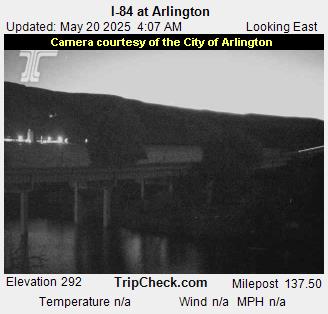 I-84 at Arlington
Updated: May 20 2025 4:07 AM Looking East
Camera courtesy of the City of Arlington
Elevation 292 TripCheck.com Milepost 137.50
Temperature n/a Wind n/a MPH n/a